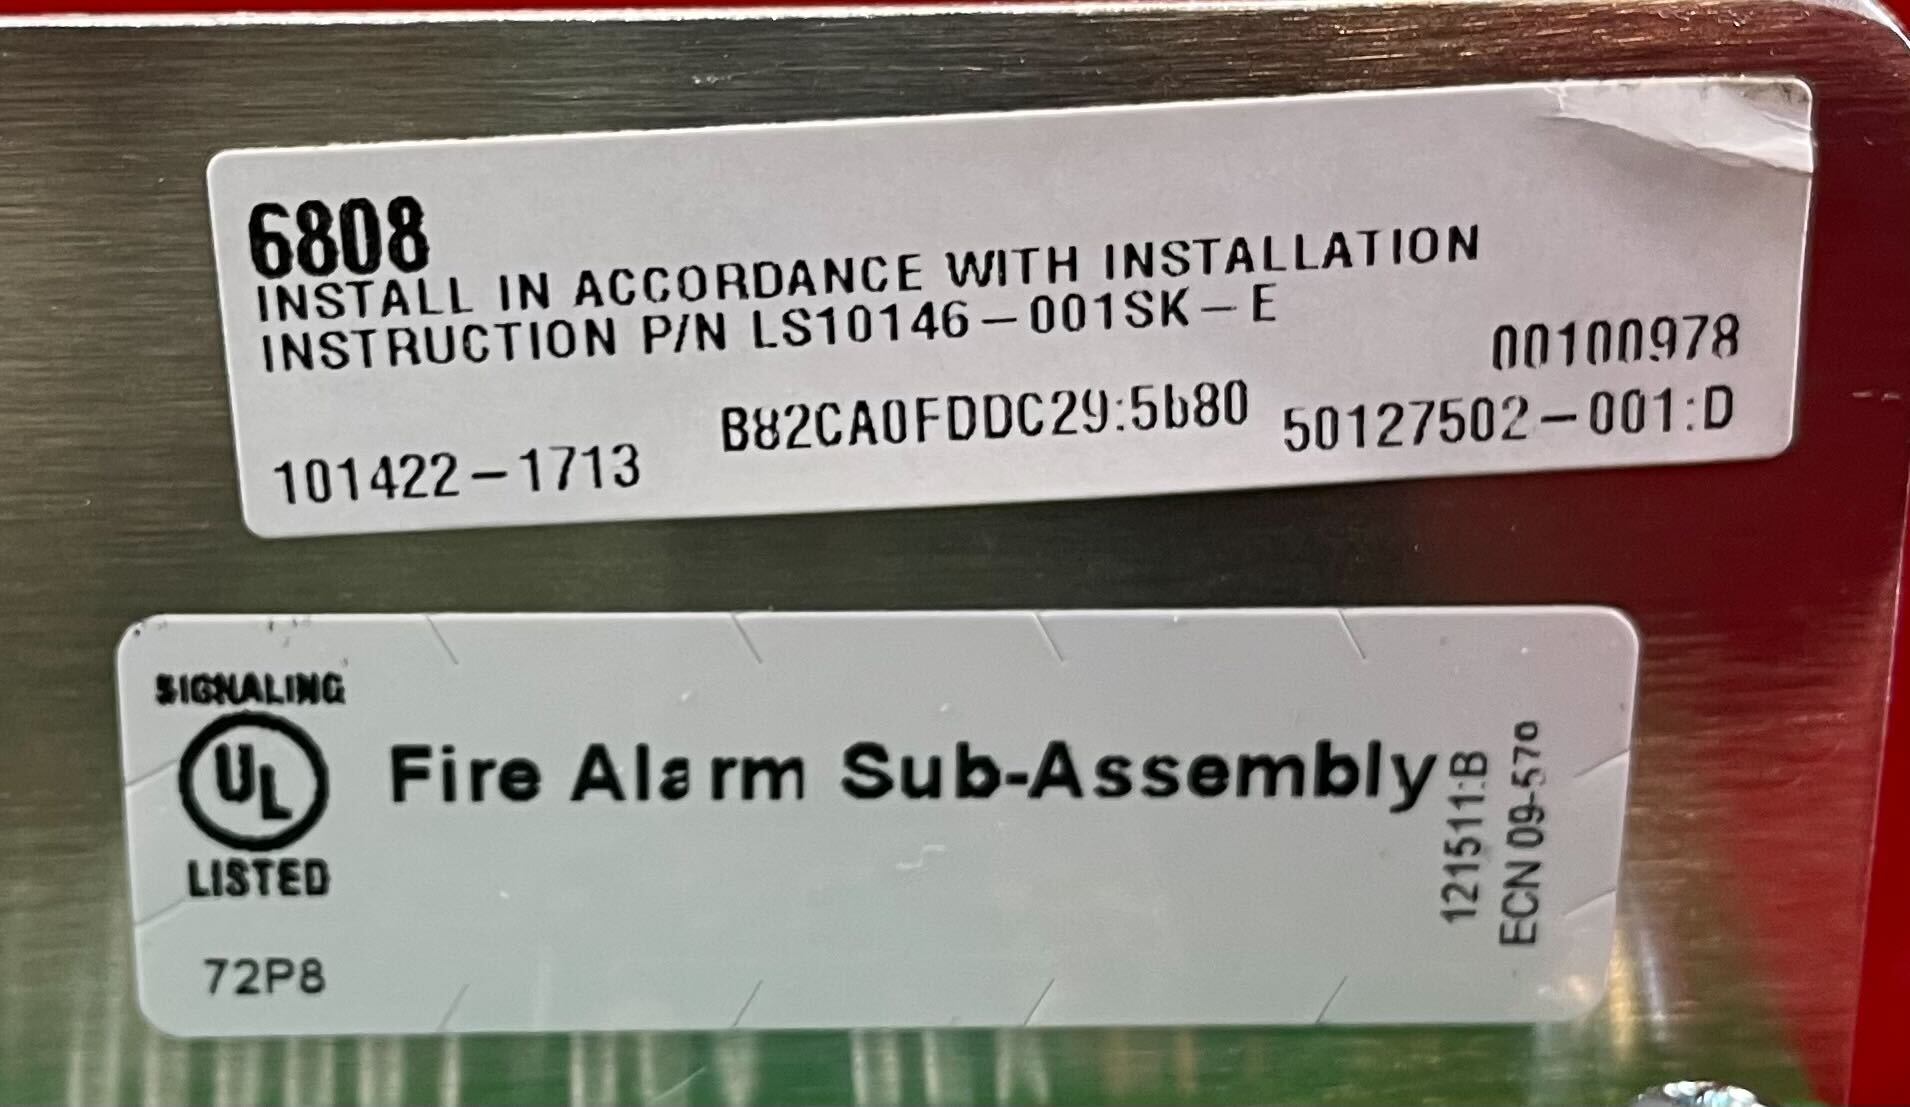 6808
INSTALL IN ACCORDANCE WITH INSTALLATION
INSTRUCTION P/N LS10146-001SK-E
00100978
101422-1713
B82CA0FDDC29:5b80
50127502-001:D
SIGNALING
UL
LISTED
72P8
Fire Alarm Sub-Assembly
121511:B
ECN 09-570